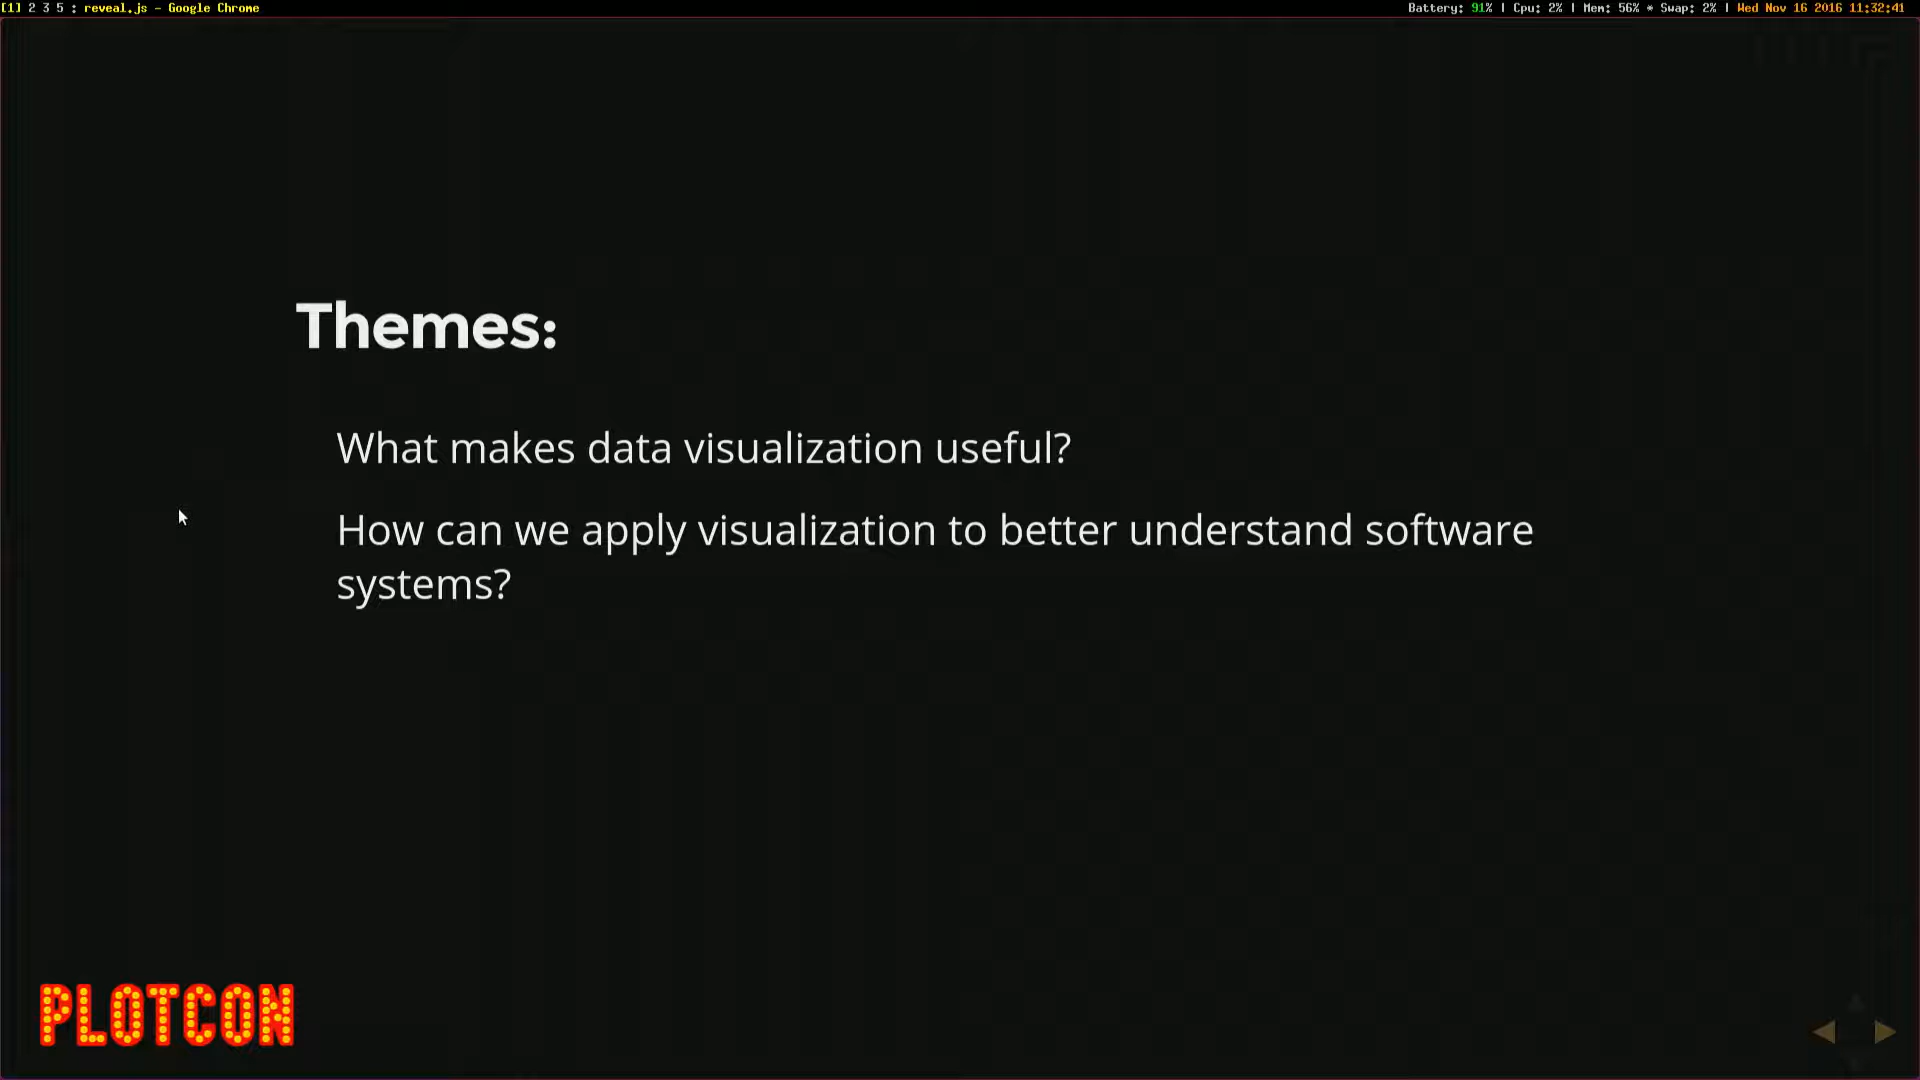 [1] 2 3 5 : reveal.js - Google Chrome
Battery: 91% | Cpu: 2% | Mem: 56% * Swap: 2% | Wed Nov 16 2016 11:32:41
Themes:
What makes data visualization useful?
How can we apply visualization to better understand software
systems?
PLOTCON